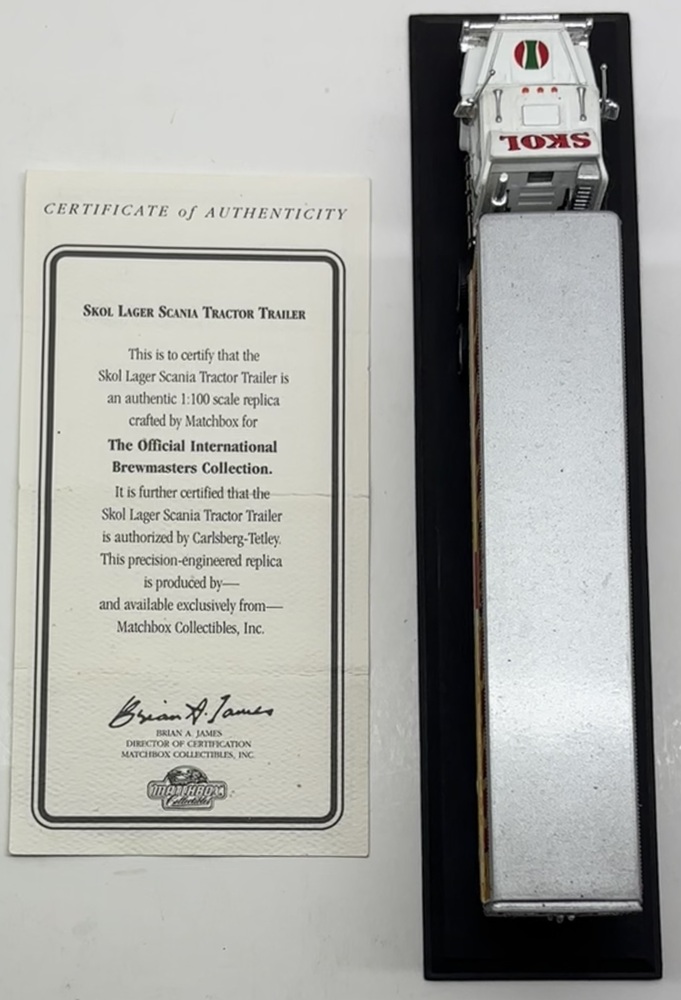 CERTIFICATE of AUTHENTICITY
SKOL LAGER SCANIA TRACTOR TRAILER
This is to certify that the
Skol Lager Scania Tractor Trailer is
an authentic 1:100 scale replica
crafted by Matchbox for
The Official International
Brewmasters Collection.
It is further certified that the
Skol Lager Scania Tractor Trailer
is authorized by Carlsberg-Tetley.
This precision-engineered replica
is produced by—
and available exclusively from—
Matchbox Collectibles, Inc.
Brian A. James
BRIAN A. JAMES
DIRECTOR OF CERTIFICATION
MATCHBOX COLLECTIBLES, INC.
MATCHBOX
Collectibles
SKOL